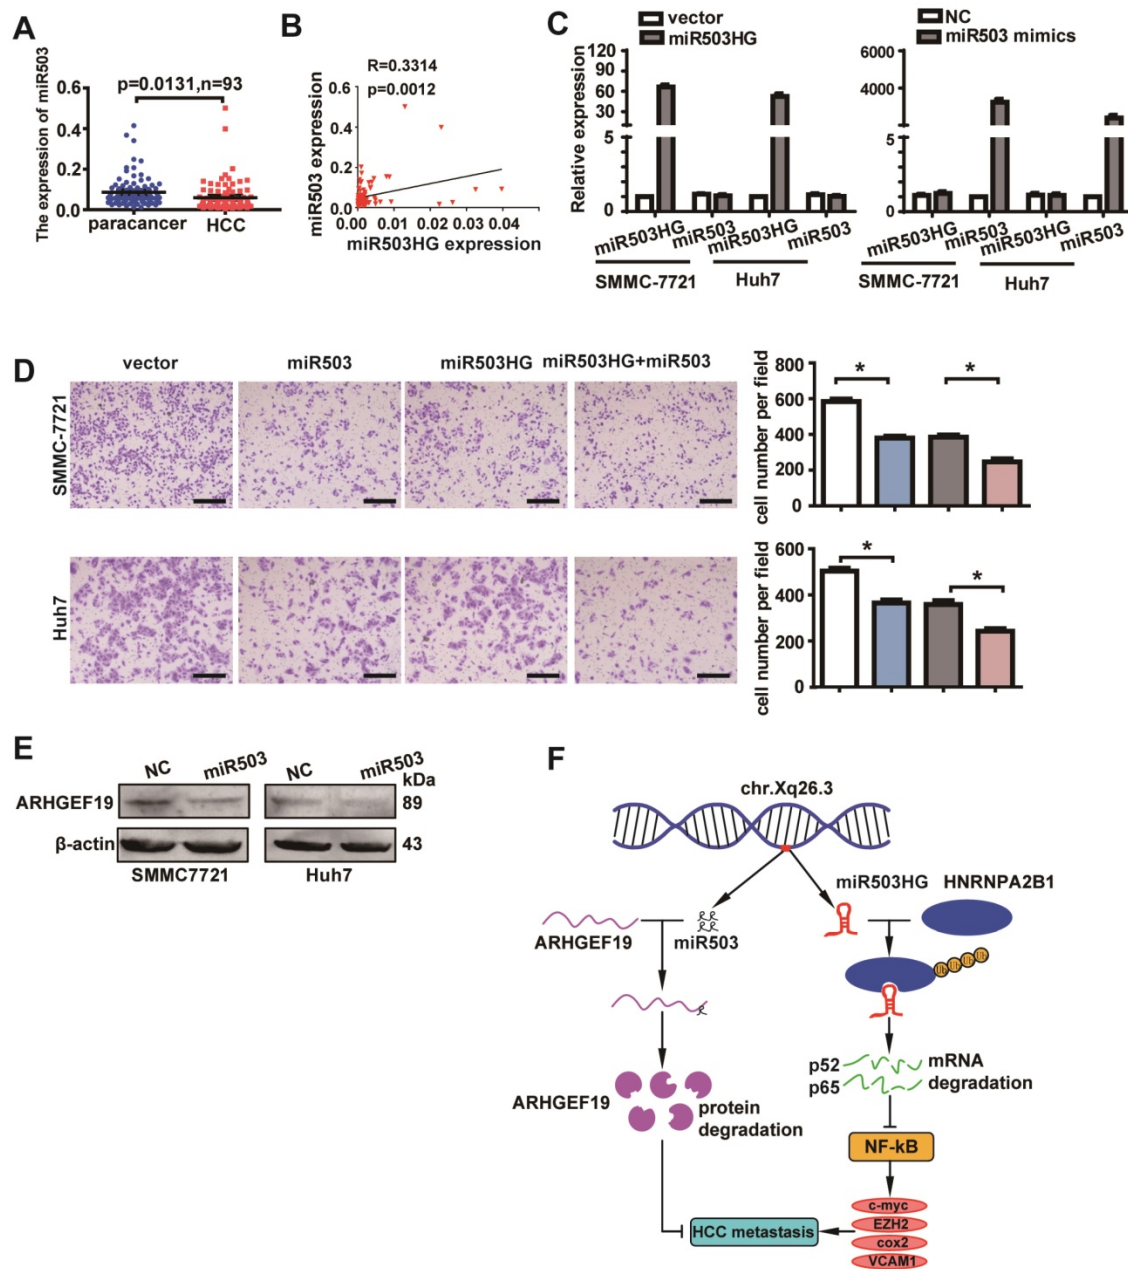 A
The expression of miR503
p=0.0131,n=93
0.6
0.4
0.2
0.0
paracancer
HCC
B
miR503 expression
R=0.3314
p=0.0012
0.6
0.4
0.2
0.0
0.00 0.01 0.02 0.03 0.04
miR503HG expression
C
Relative expression
vector
miR503HG
120
90
60
30
5
1
0
miR503HG
miR503
miR503HG
miR503
SMMC-7721
Huh7
NC
miR503 mimics
6000
4000
5
1
0
miR503HG
miR503
miR503HG
miR503
SMMC-7721
Huh7
D
vector
miR503
miR503HG
miR503HG+miR503
SMMC-7721
cell number per field
800
600
400
200
0
*
*
Huh7
cell number per field
600
400
200
0
*
*
E
NC
miR503
NC
miR503
kDa
ARHGEF19
89
β-actin
43
SMMC7721
Huh7
F
chr.Xq26.3
miR503HG
HNRNPA2B1
ARHGEF19
miR503
Ub Ub Ub Ub
p52
p65
mRNA
degradation
ARHGEF19
protein
degradation
NF-kB
c-myc
EZH2
cox2
VCAM1
HCC metastasis